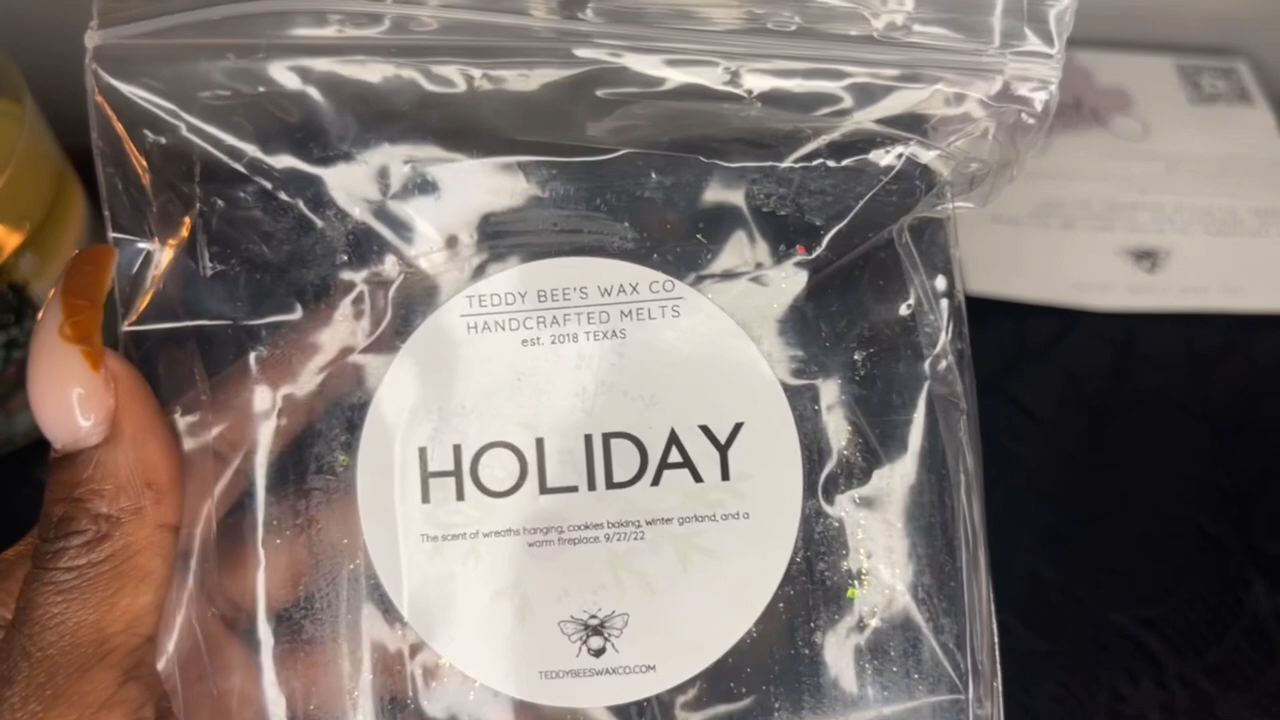 TEDDY BEE'S WAX CO
HANDCRAFTED MELTS
est. 2018 TEXAS
HOLIDAY
The scent of wreaths hanging, cookies baking, winter garland, and a
warm fireplace. 9/27/22
TEDDYBEESWAXCO.COM